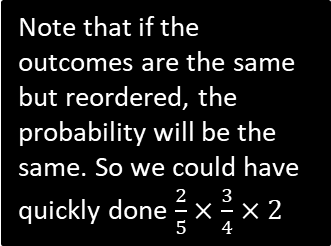 Note that if the
outcomes are the same
but reordered, the
probability will be the
same. So we could have
quickly done 2/5 × 3/4 × 2